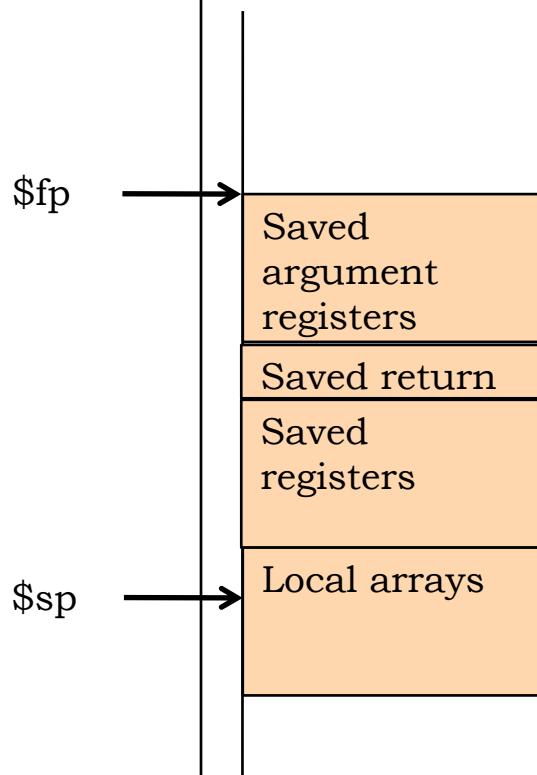 $fp
Saved
argument
registers
Saved return
Saved
registers
Local arrays
$sp